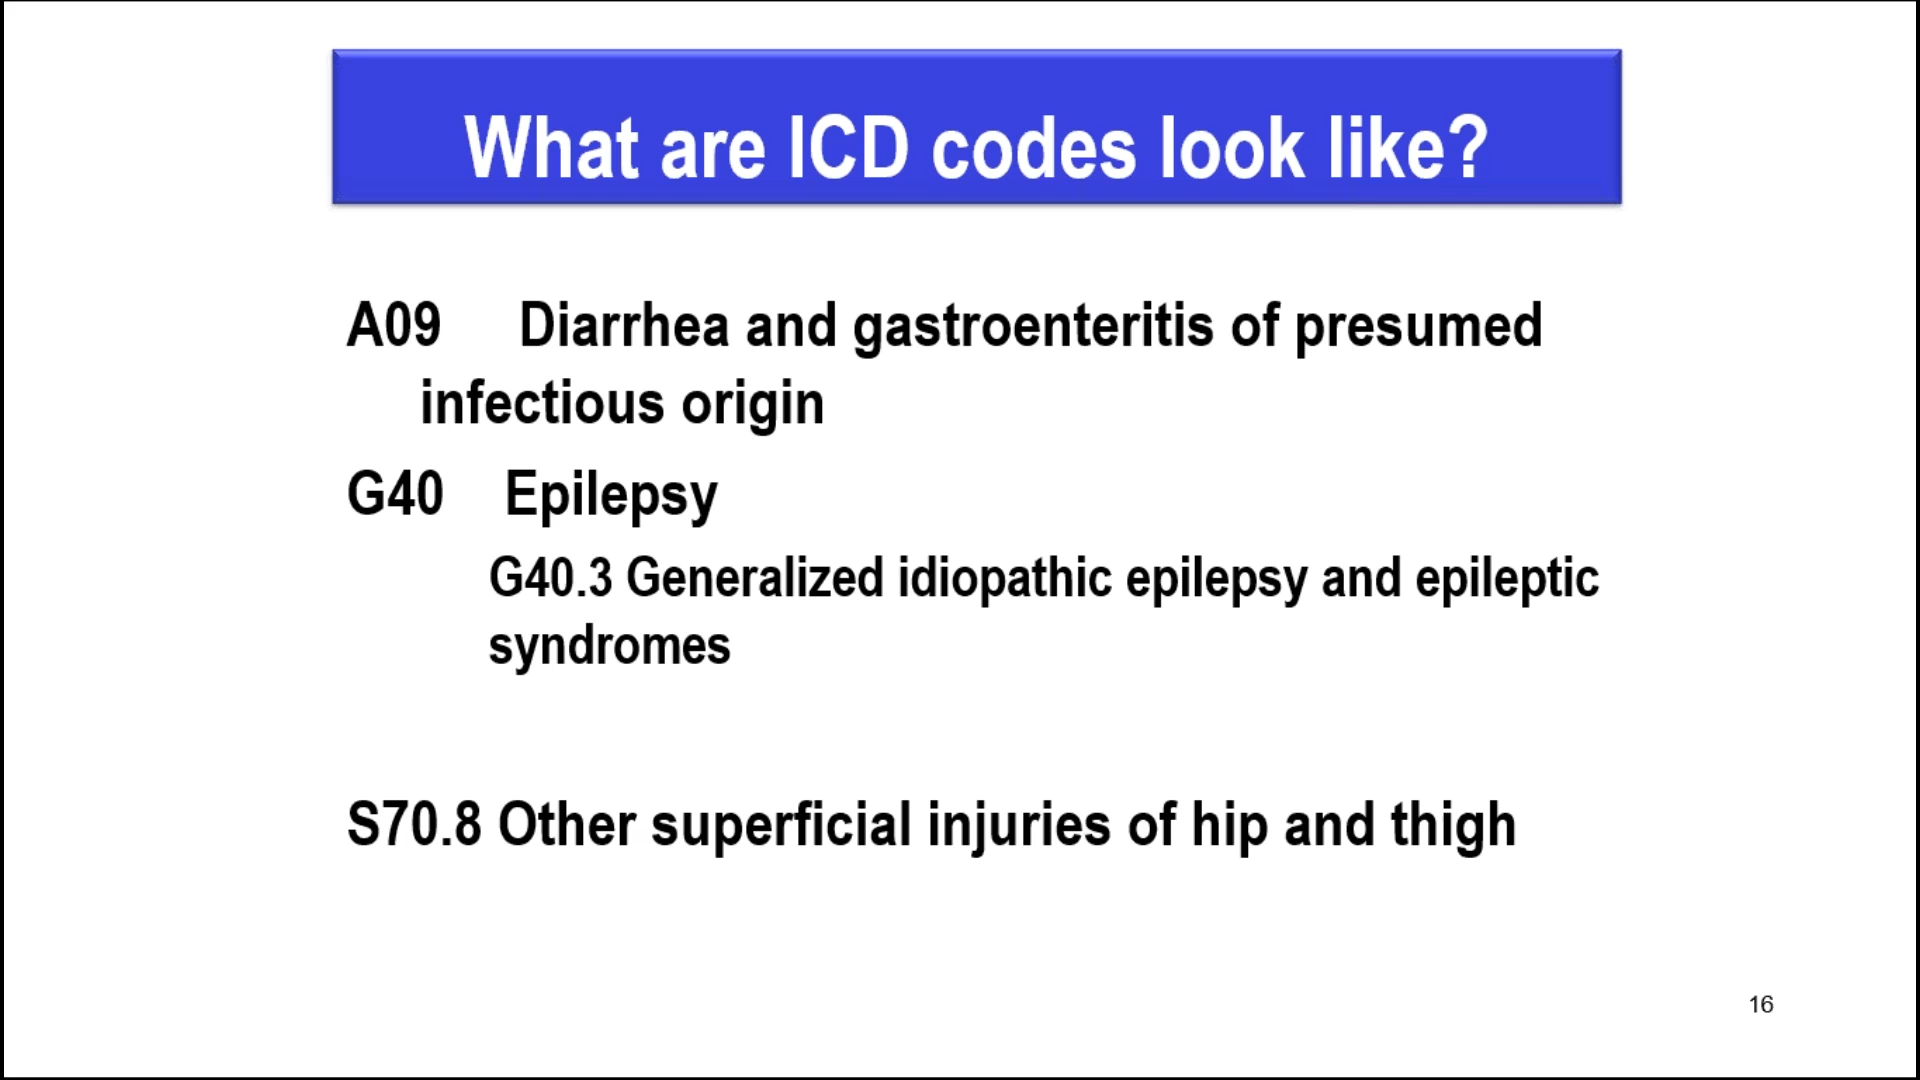 What are ICD codes look like?
A09 Diarrhea and gastroenteritis of presumed
infectious origin
G40 Epilepsy
G40.3 Generalized idiopathic epilepsy and epileptic
syndromes
S70.8 Other superficial injuries of hip and thigh
16